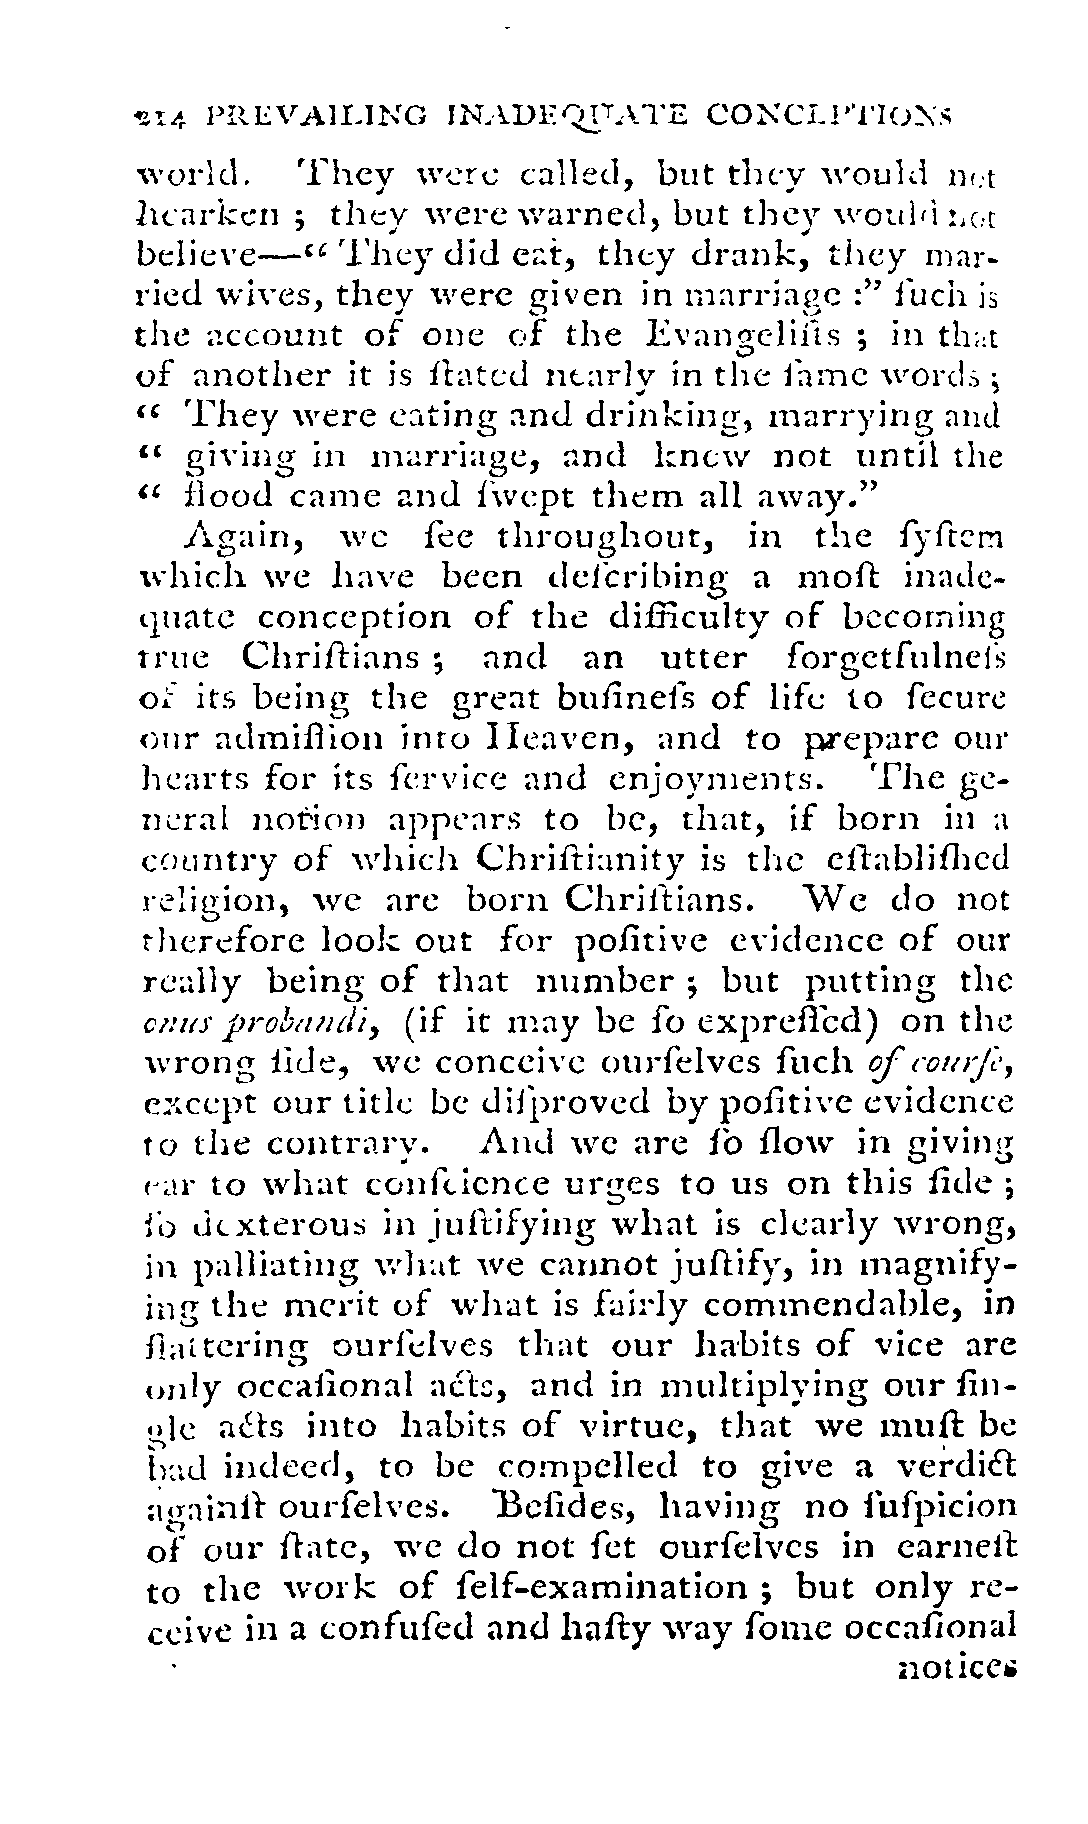 214 PREVAILING INADEQUATE CONCEPTIONS
world. They were called, but they would not
hearken ; they were warned, but they would not
believe—“ They did eat, they drank, they mar-
ried wives, they were given in marriage :” ſuch is
the account of one of the Evangeliſts ; in that
of another it is ſtated nearly in the ſame words ;
“ They were eating and drinking, marrying and
“ giving in marriage, and knew not until the
“ flood came and ſwept them all away.”
Again, we ſee throughout, in the ſyſtem
which we have been deſcribing a moſt inade-
quate conception of the difficulty of becoming
true Chriſtians ; and an utter forgetfulneſs
of its being the great buſineſs of life to ſecure
our admiſſion into Heaven, and to prepare our
hearts for its ſervice and enjoyments. The ge-
neral notion appears to be, that, if born in a
country of which Chriſtianity is the eſtabliſhed
religion, we are born Chriſtians. We do not
therefore look out for poſitive evidence of our
really being of that number ; but putting the
onus probandi, (if it may be ſo expreſſed) on the
wrong ſide, we conceive ourſelves ſuch of courſe,
except our title be diſproved by poſitive evidence
to the contrary. And we are ſo ſlow in giving
ear to what conſcience urges to us on this ſide ;
ſo dexterous in juſtifying what is clearly wrong,
in palliating what we cannot juſtify, in magnify-
ing the merit of what is fairly commendable, in
flattering ourſelves that our habits of vice are
only occaſional acts, and in multiplying our ſin-
gle acts into habits of virtue, that we muſt be
bad indeed, to be compelled to give a verdict
againſt ourſelves. Beſides, having no ſuſpicion
of our ſtate, we do not ſet ourſelves in earneſt
to the work of ſelf-examination ; but only re-
ceive in a confuſed and haſty way ſome occaſional
notices